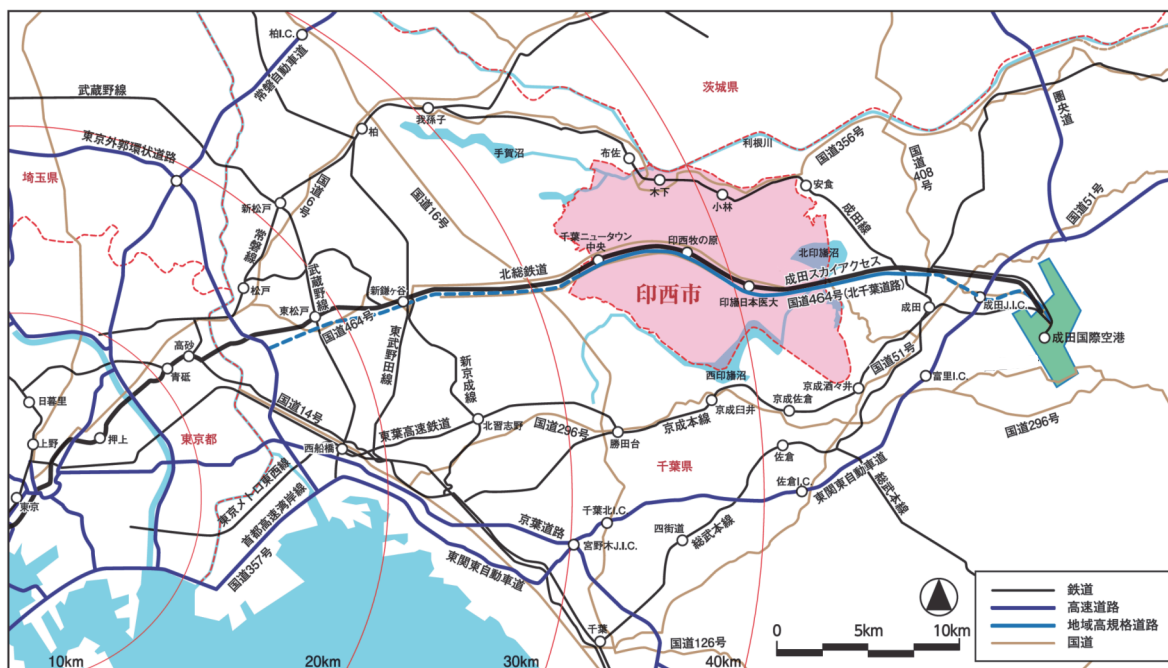 柏I.C.
常磐自動車道
武蔵野線
我孫子
柏
茨城県
圏央道
手賀沼
布佐
利根川
国道356号
国道408号
国道51号
東京外郭環状道路
埼玉県
国道6号
国道16号
新松戸
木下
小林
安食
成田線
常磐線
千葉ニュータウン中央
印西牧の原
北印旛沼
北総鉄道
成田スカイアクセス
松戸
武蔵野線
新鎌ヶ谷
印西市
印旛日本医大
国道464号(北千葉道路)
東松戸
国道464号
成田
成田J.I.C.
成田国際空港
高砂
青砥
東武野田線
新京成線
西印旛沼
国道51号
富里I.C.
京成酒々井
京成佐倉
京成臼井
京成本線
日暮里
国道14号
上野
押上
東京都
東葉高速鉄道
北習志野
国道296号
勝田台
国道296号
西船橋
千葉県
佐倉
東京メトロ東西線
東京
首都高速湾岸線
佐倉I.C.
東関東自動車道
総武本線
京葉道路
千葉北I.C.
四街道
総武本線
国道357号
宮野木J.I.C.
東関東自動車道
千葉
国道126号
10km
20km
30km
40km
0
5km
10km
鉄道
高速道路
地域高規格道路
国道